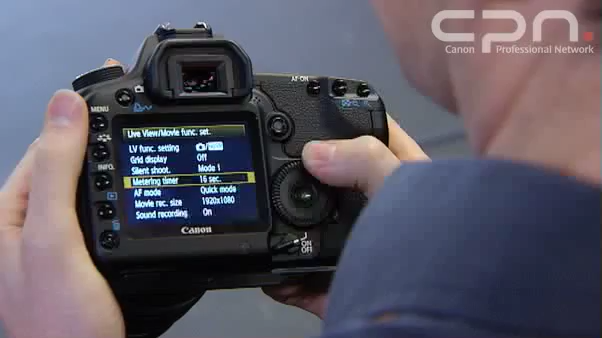 cpn.
Canon Professional Network
AF-ON
MENU
INFO.
Live View/Movie func. set.
LV func. setting
Grid display Off
Silent shoot. Mode 1
Metering timer 16 sec.
AF mode Quick mode
Movie rec. size 1920x1080
Sound recording On
Canon
ON
OFF